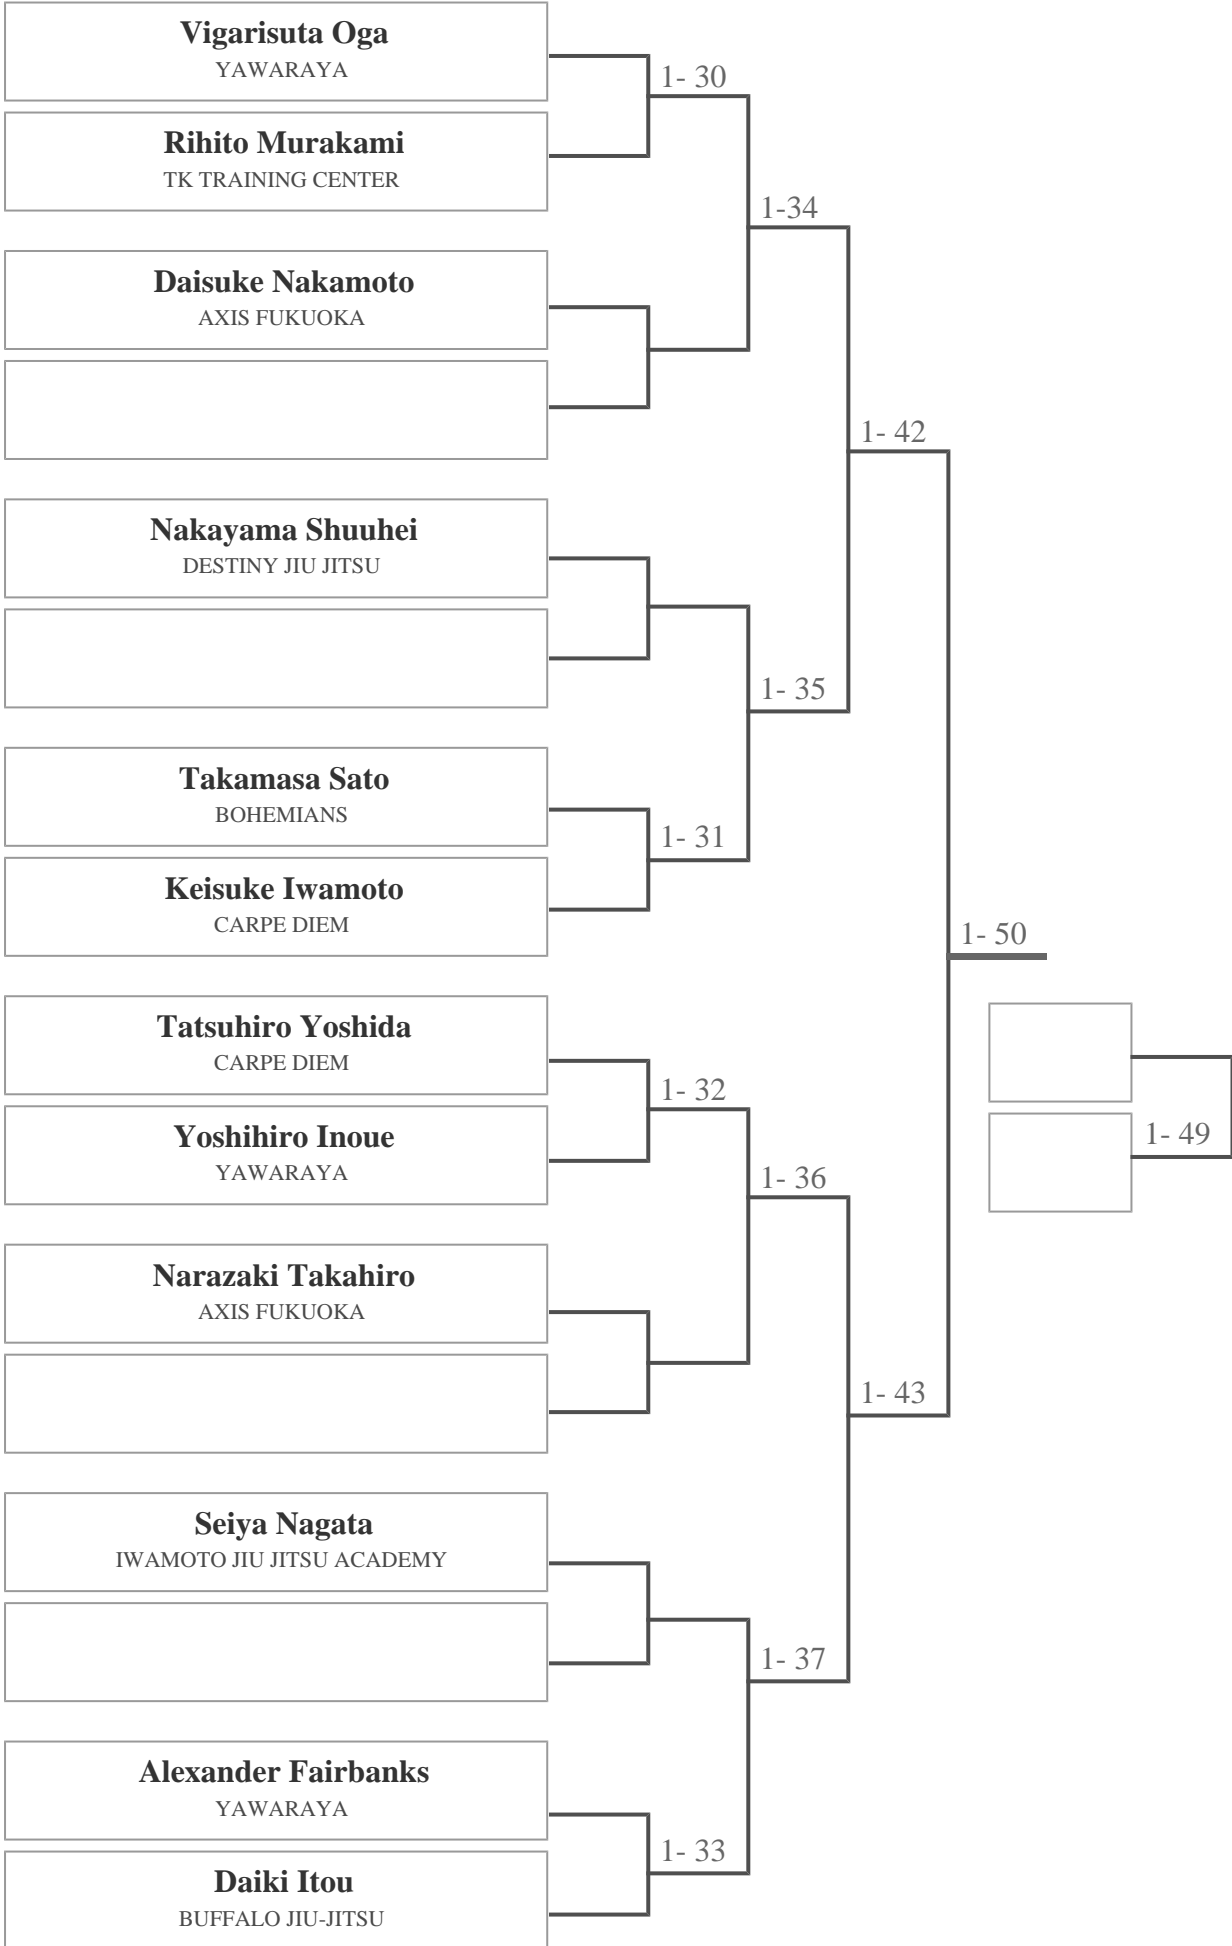 Vigarisuta Oga
YAWARAYA
1- 30
Rihito Murakami
TK TRAINING CENTER
1-34
Daisuke Nakamoto
AXIS FUKUOKA
1- 42
Nakayama Shuuhei
DESTINY JIU JITSU
1- 35
Takamasa Sato
BOHEMIANS
1- 31
Keisuke Iwamoto
CARPE DIEM
1- 50
Tatsuhiro Yoshida
CARPE DIEM
1- 32
Yoshihiro Inoue
YAWARAYA
1- 49
1- 36
Narazaki Takahiro
AXIS FUKUOKA
1- 43
Seiya Nagata
IWAMOTO JIU JITSU ACADEMY
1- 37
Alexander Fairbanks
YAWARAYA
1- 33
Daiki Itou
BUFFALO JIU-JITSU